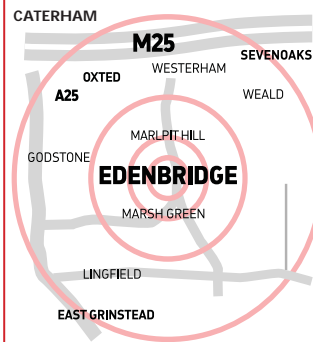 CATERHAM
M25
SEVENOAKS
WESTERHAM
OXTED
A25
WEALD
MARLPIT HILL
GODSTONE
EDENBRIDGE
MARSH GREEN
LINGFIELD
EAST GRINSTEAD